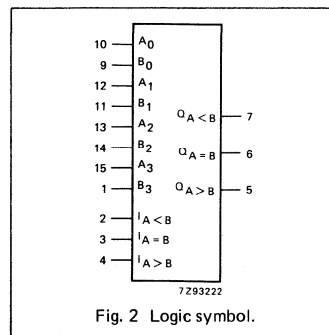 10 A0
9 B0
12 A1
11 B1
13 A2
14 B2
15 A3
1 B3
QA<B 7
QA=B 6
QA>B 5
2 IA<B
3 IA=B
4 IA>B
7Z93222
Fig. 2 Logic symbol.